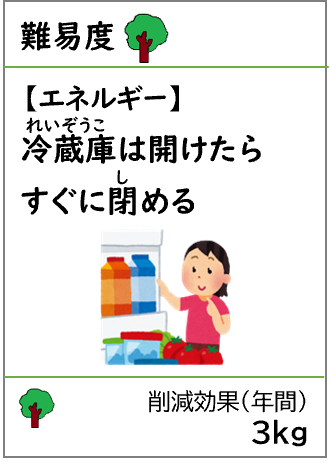 難易度
【エネルギー】
れいぞうこ
冷蔵庫は開けたら
し
すぐに閉める
削減効果(年間)
3kg